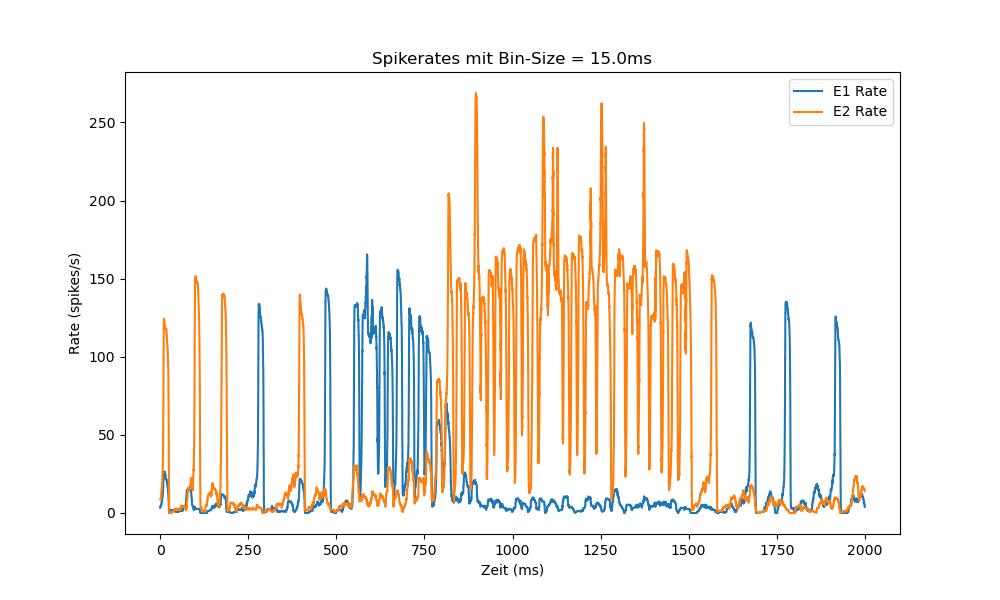 Spikerates mit Bin-Size = 15.0ms
E1 Rate
E2 Rate
Rate (spikes/s)
250
200
150
100
50
0
0 250 500 750 1000 1250 1500 1750 2000
Zeit (ms)